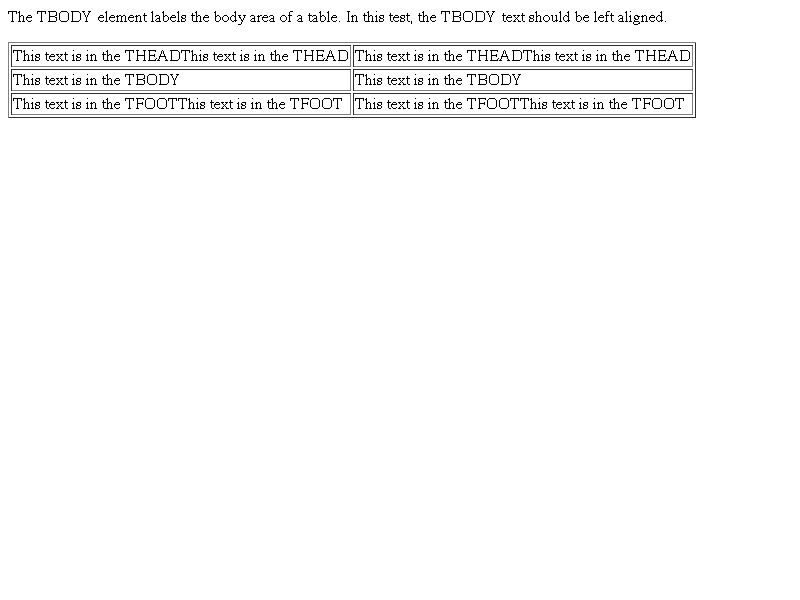 The TBODY element labels the body area of a table. In this test, the TBODY text should be left aligned.
This text is in the THEADThis text is in the THEAD This text is in the THEADThis text is in the THEAD
This text is in the TBODY This text is in the TBODY
This text is in the TFOOTThis text is in the TFOOT This text is in the TFOOTThis text is in the TFOOT